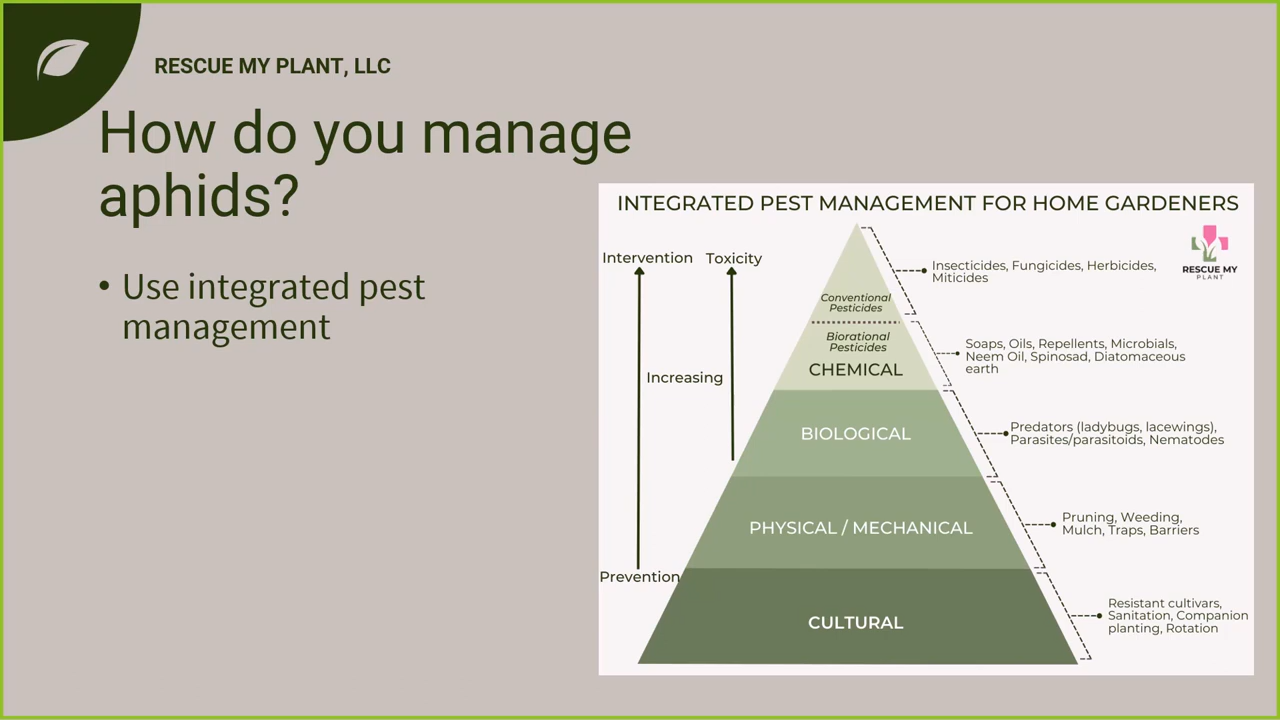 RESCUE MY PLANT, LLC
How do you manage
aphids?
• Use integrated pest
management
INTEGRATED PEST MANAGEMENT FOR HOME GARDENERS
Intervention
Toxicity
Increasing
Prevention
Conventional
Pesticides
Biorational
Pesticides
CHEMICAL
BIOLOGICAL
PHYSICAL / MECHANICAL
CULTURAL
Insecticides, Fungicides, Herbicides,
Miticides
Soaps, Oils, Repellents, Microbials,
Neem Oil, Spinosad, Diatomaceous
earth
Predators (ladybugs, lacewings),
Parasites/parasitoids, Nematodes
Pruning, Weeding,
Mulch, Traps, Barriers
Resistant cultivars,
Sanitation, Companion
planting, Rotation
RESCUE MY
PLANT